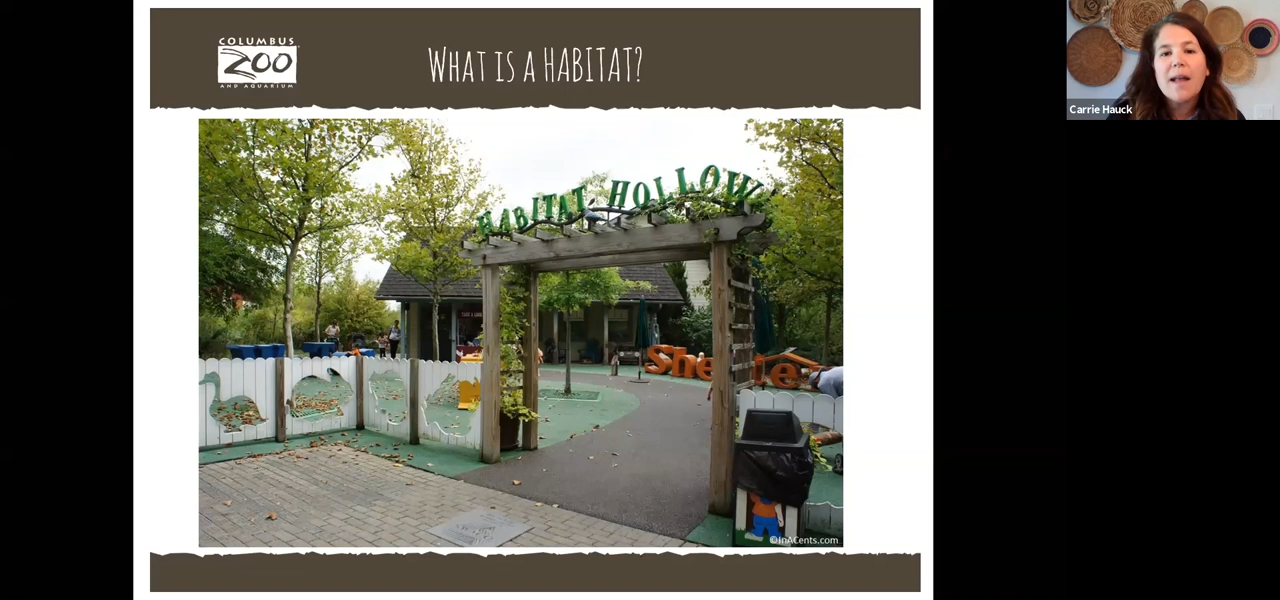 COLUMBUS
ZOO
AND AQUARIUM
WHAT IS A HABITAT?
Carrie Hauck
HABITAT HOLLOW
She
©InACents.com